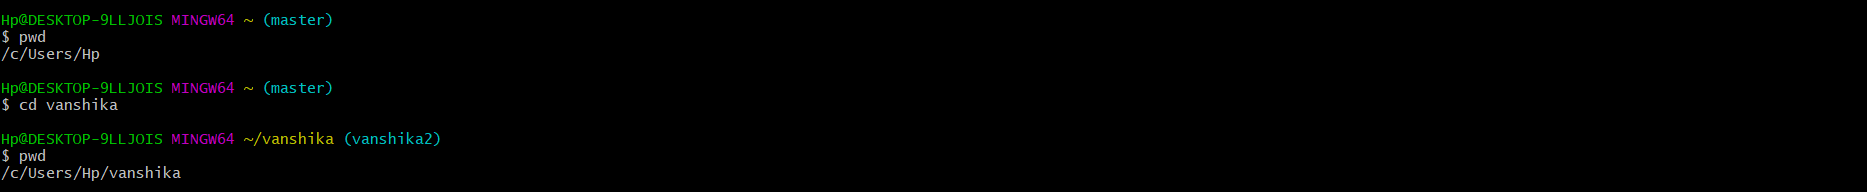 Hp@DESKTOP-9LLJOIS MINGW64 ~ (master)
$ pwd
/c/Users/Hp
Hp@DESKTOP-9LLJOIS MINGW64 ~ (master)
$ cd vanshika
Hp@DESKTOP-9LLJOIS MINGW64 ~/vanshika (vanshika2)
$ pwd
/c/Users/Hp/vanshika